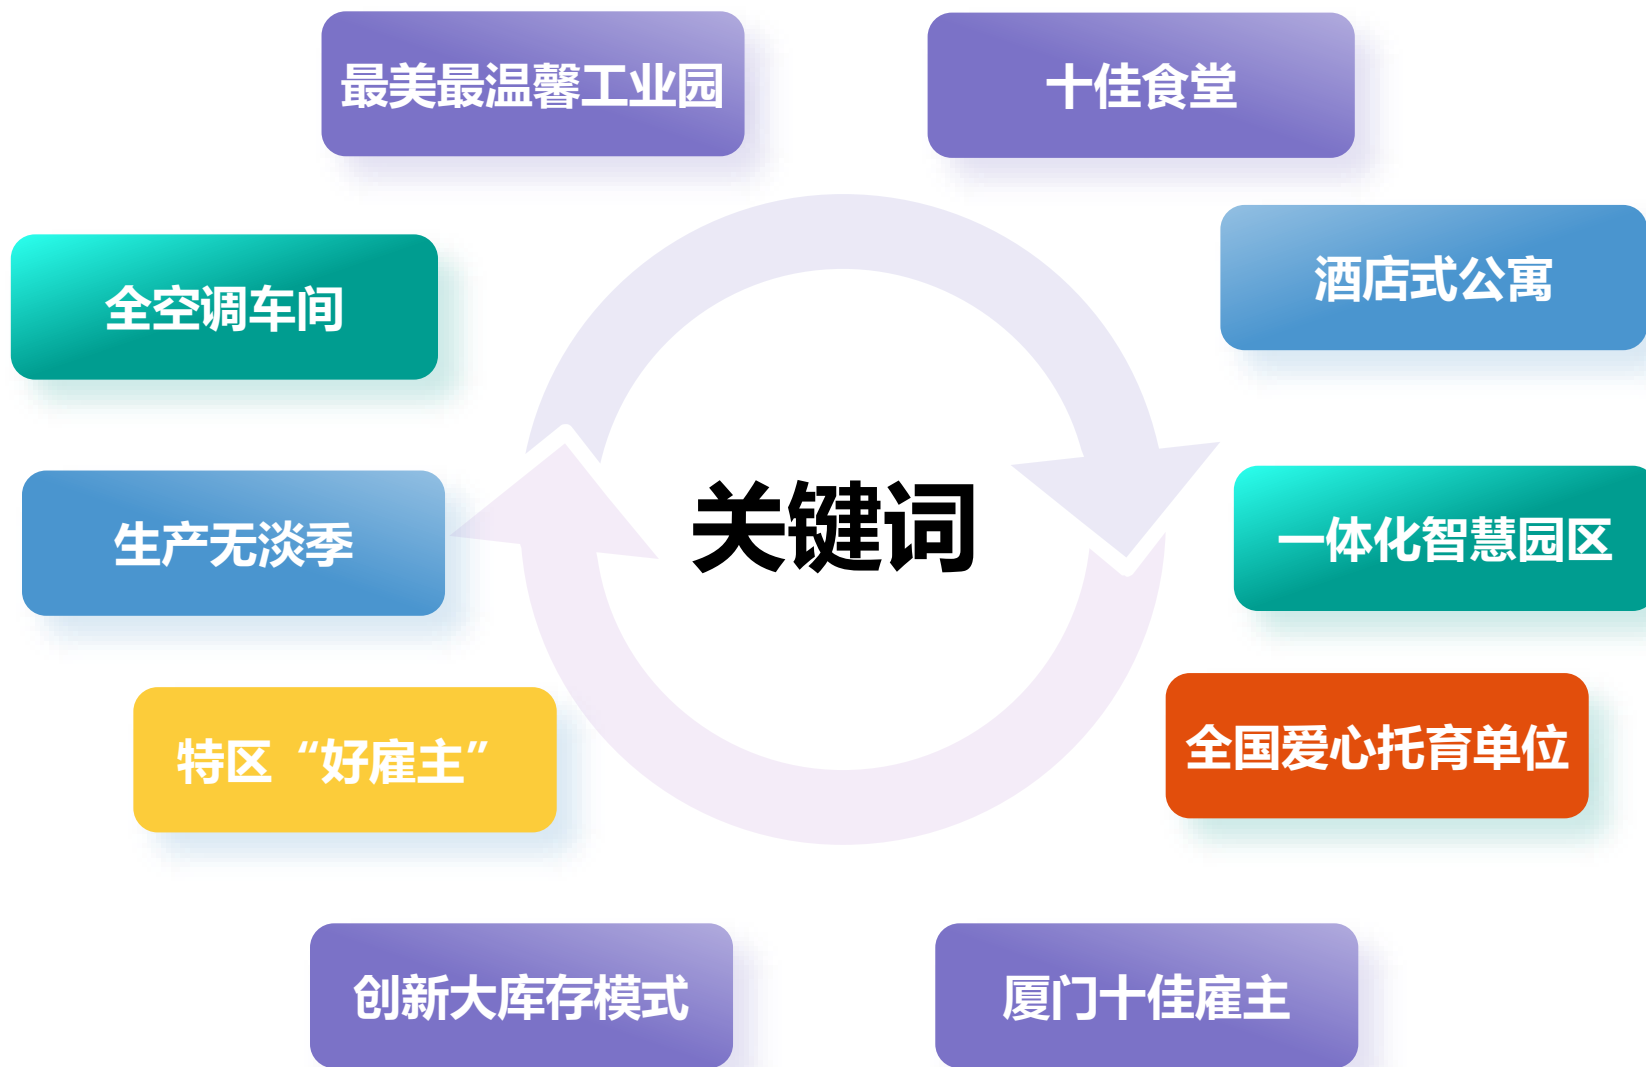 最美最温馨工业园
十佳食堂
全空调车间
酒店式公寓
关键词
生产无淡季
一体化智慧园区
特区 “好雇主”
全国爱心托育单位
创新大库存模式
厦门十佳雇主